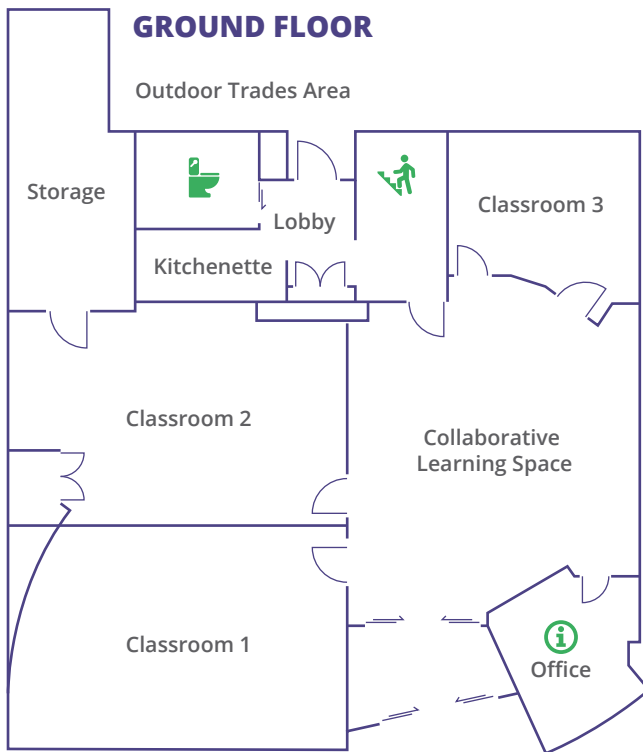 GROUND FLOOR
Outdoor Trades Area
Storage
Lobby
Classroom 3
Kitchenette
Classroom 2
Collaborative
Learning Space
Classroom 1
i
Office